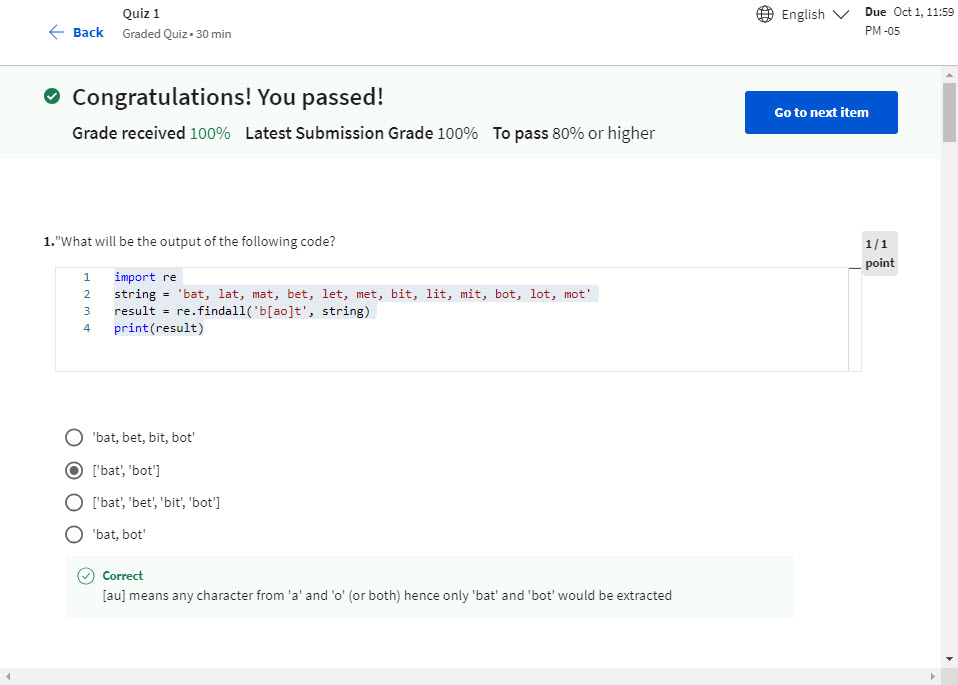 Quiz 1
Back
Graded Quiz • 30 min
English
Due Oct 1, 11:59
PM -05
Congratulations! You passed!
Grade received 100% Latest Submission Grade 100% To pass 80% or higher
Go to next item
1."What will be the output of the following code?
1 / 1
point
1 import re
2 string = 'bat, lat, mat, bet, let, met, bit, lit, mit, bot, lot, mot'
3 result = re.findall('b[ao]t', string)
4 print(result)
'bat, bet, bit, bot'
['bat', 'bot']
['bat', 'bet', 'bit', 'bot']
'bat, bot'
Correct
[au] means any character from 'a' and 'o' (or both) hence only 'bat' and 'bot' would be extracted